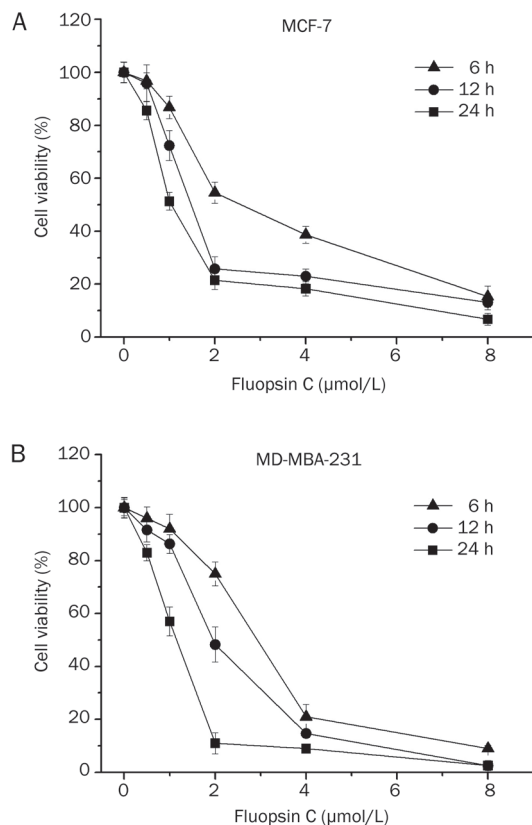 A
MCF-7
120
100
80
60
40
20
0
Cell viability (%)
6 h
12 h
24 h
0 2 4 6 8
Fluopsin C (µmol/L)
B
MD-MBA-231
120
100
80
60
40
20
0
Cell viability (%)
6 h
12 h
24 h
0 2 4 6 8
Fluopsin C (µmol/L)